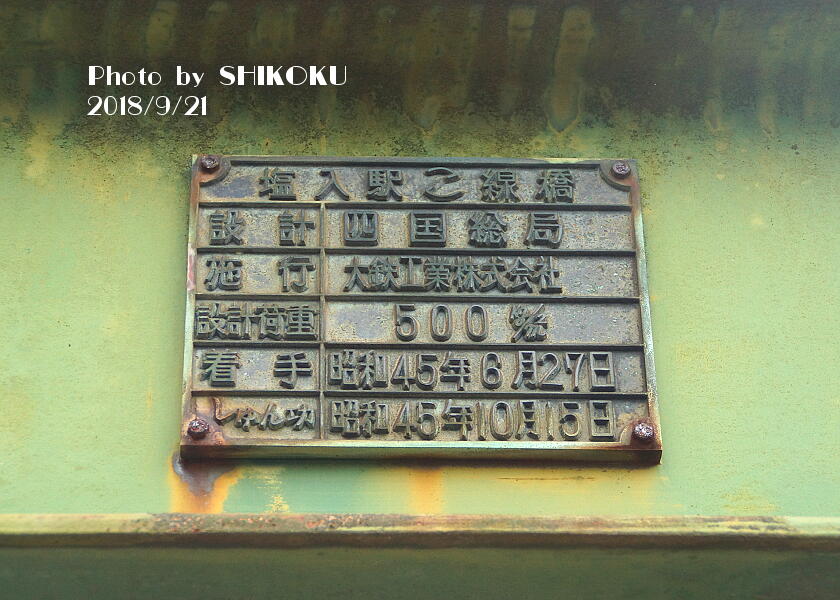 Photo by SHIKOKU
2018/9/21
塩入駅こ線橋
設計 四国総局
施行 大鉄工業株式会社
設計荷重 500 ㎏/㎡
着手 昭和45年6月27日
しゅん功 昭和45年10月15日